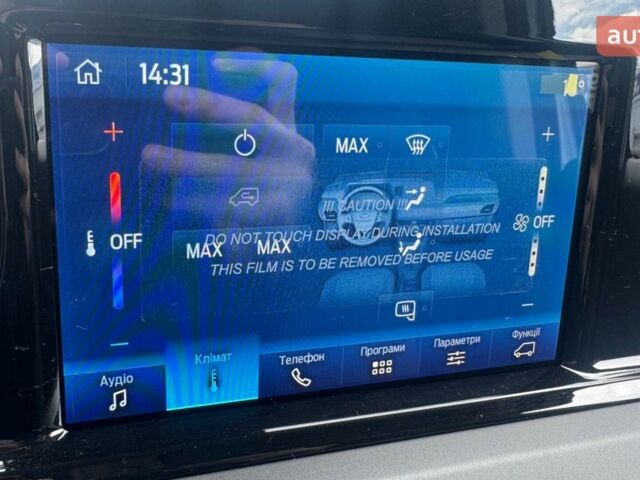 auto
14:31
MAX
!!! CAUTION !!!
OFF
OFF
DO NOT TOUCH DISPLAY DURING INSTALLATION
MAX
MAX
THIS FILM IS TO BE REMOVED BEFORE USAGE
Аудіо
Клімат
Телефон
Програми
Параметри
Функції